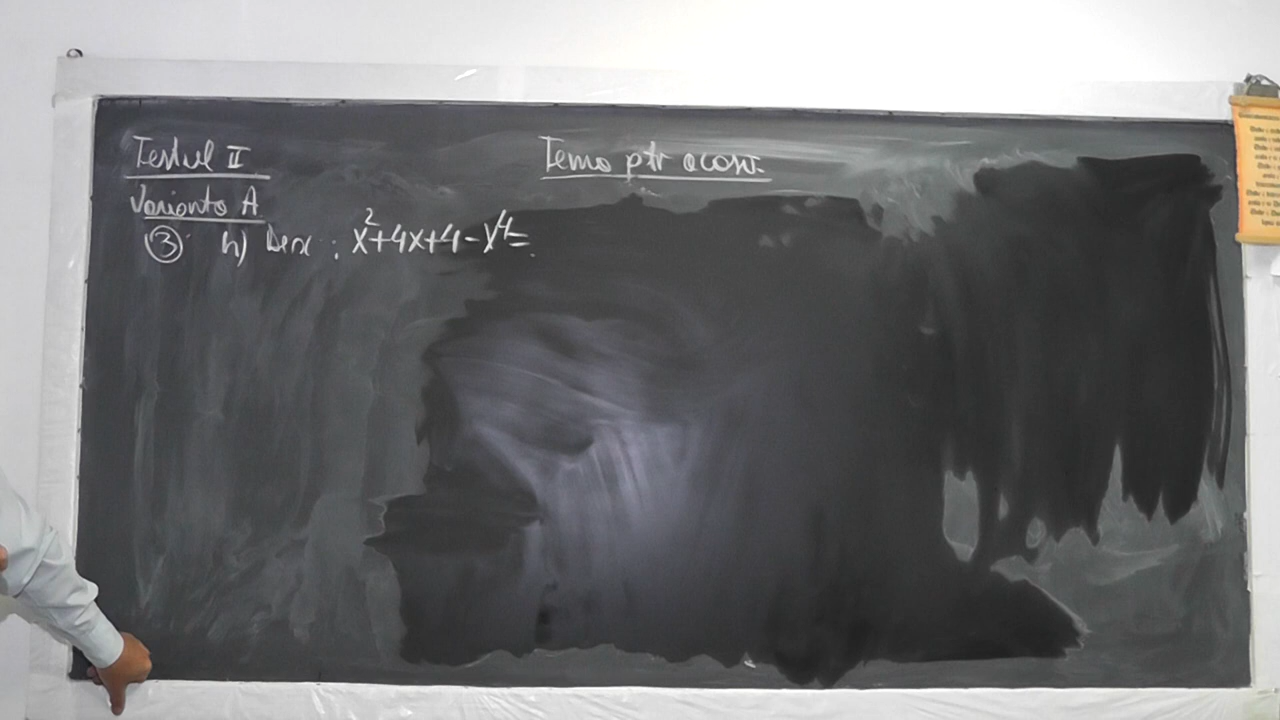 Testul II
Tema ptr acasă.
Varianta A
③ h) Desc : x²+4x+4-y⁴=